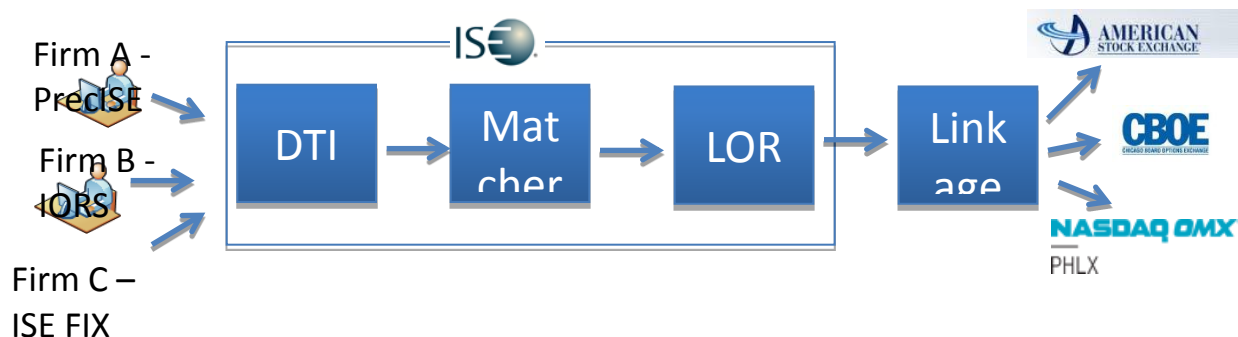 Firm A -
PrecISE
Firm B -
IORS
Firm C –
ISE FIX
ISE
DTI
Mat
cher
LOR
Link
age
AMERICAN
STOCK EXCHANGE
CBOE
CHICAGO BOARD OPTIONS EXCHANGE
NASDAQ OMX
PHLX